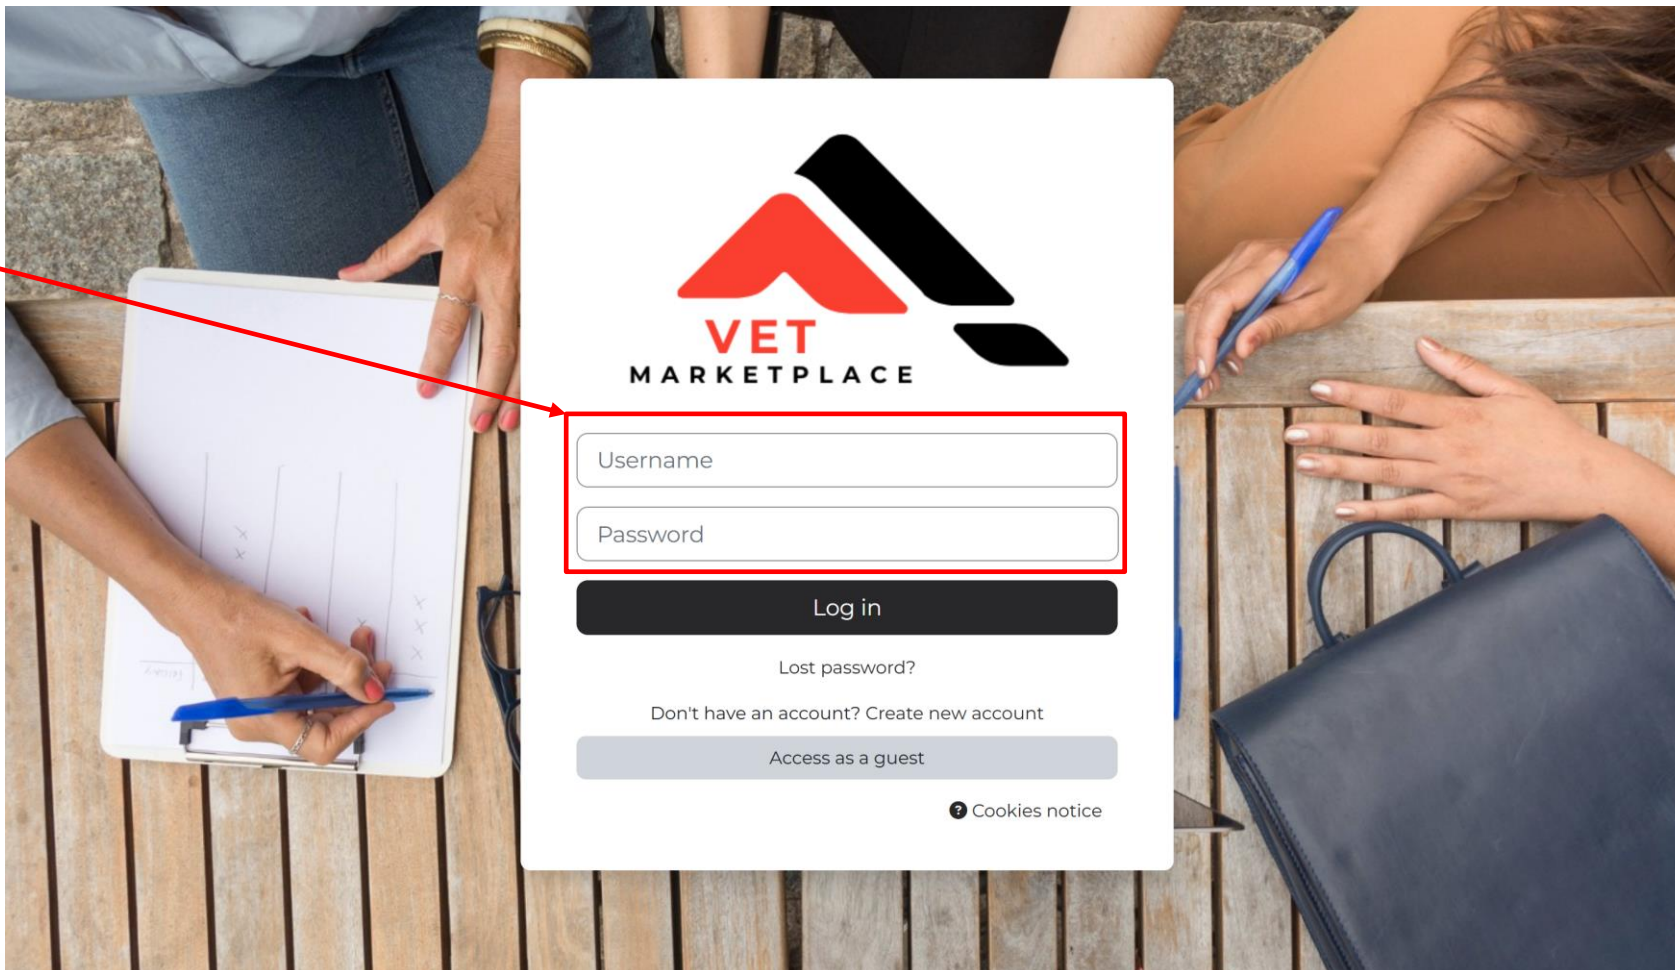 VET
MARKETPLACE
Username
Password
Log in
Lost password?
Don't have an account? Create new account
Access as a guest
Cookies notice